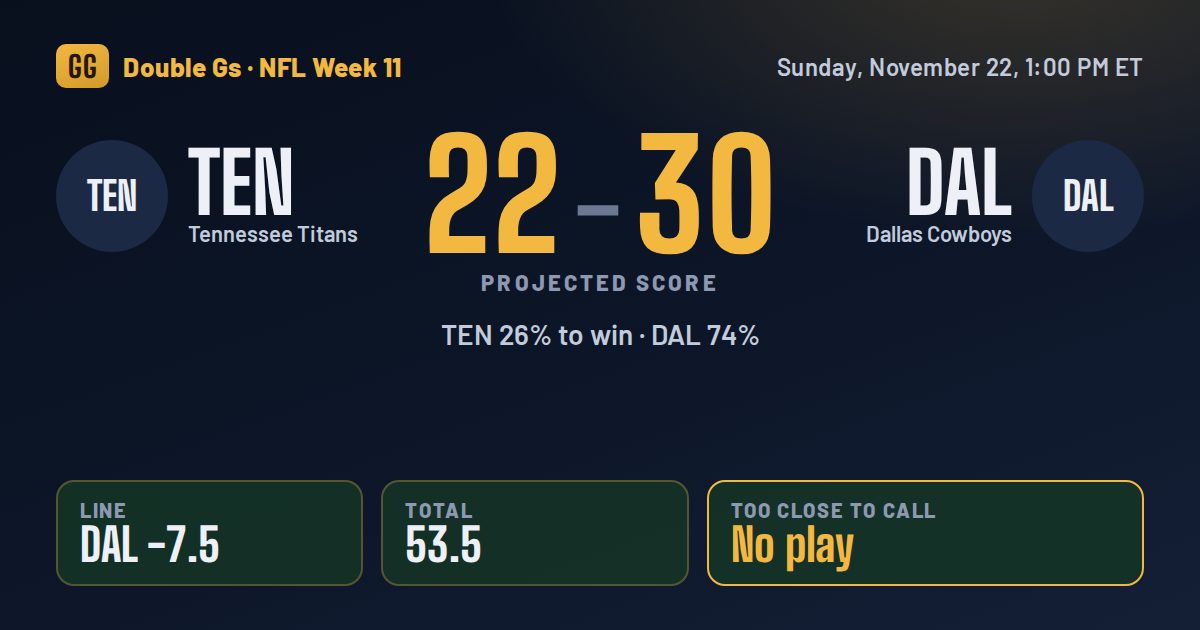 GG
Double Gs · NFL Week 11
Sunday, November 22, 1:00 PM ET
TEN
TEN
Tennessee Titans
22 – 30
DAL
Dallas Cowboys
DAL
PROJECTED SCORE
TEN 26% to win · DAL 74%
LINE
DAL −7.5
TOTAL
53.5
TOO CLOSE TO CALL
No play